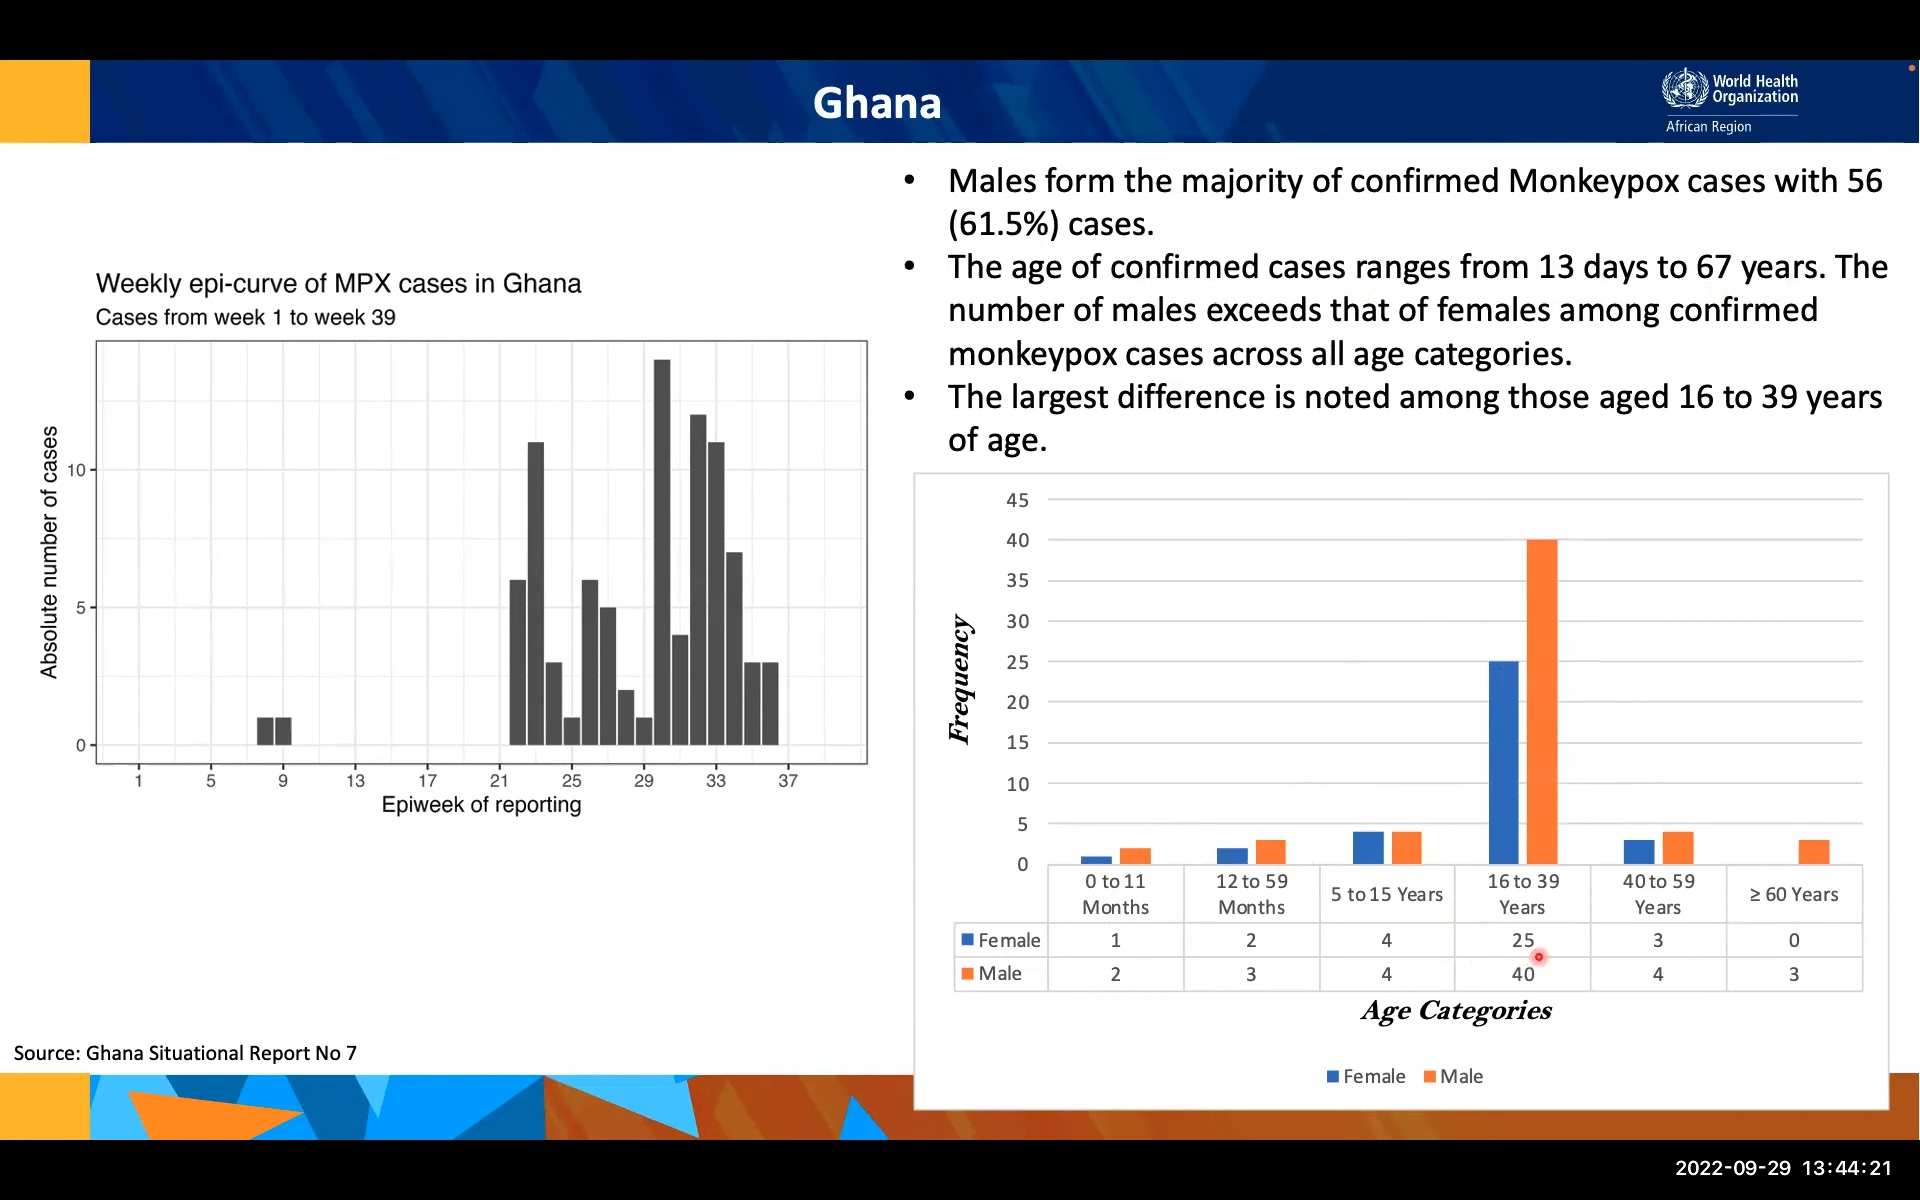 Ghana
World Health
Organization
African Region
Weekly epi-curve of MPX cases in Ghana
Cases from week 1 to week 39
Absolute number of cases
10
5
0
1 5 9 13 17 21 25 29 33 37
Epiweek of reporting
Source: Ghana Situational Report No 7
• Males form the majority of confirmed Monkeypox cases with 56
(61.5%) cases.
• The age of confirmed cases ranges from 13 days to 67 years. The
number of males exceeds that of females among confirmed
monkeypox cases across all age categories.
• The largest difference is noted among those aged 16 to 39 years
of age.
Frequency
45
40
35
30
25
20
15
10
5
0
0 to 11 12 to 59 5 to 15 Years 16 to 39 40 to 59 ≥ 60 Years
Months Months Years Years
Female 1 2 4 25 3 0
Male 2 3 4 40 4 3
Age Categories
Female Male
2022-09-29 13:44:21